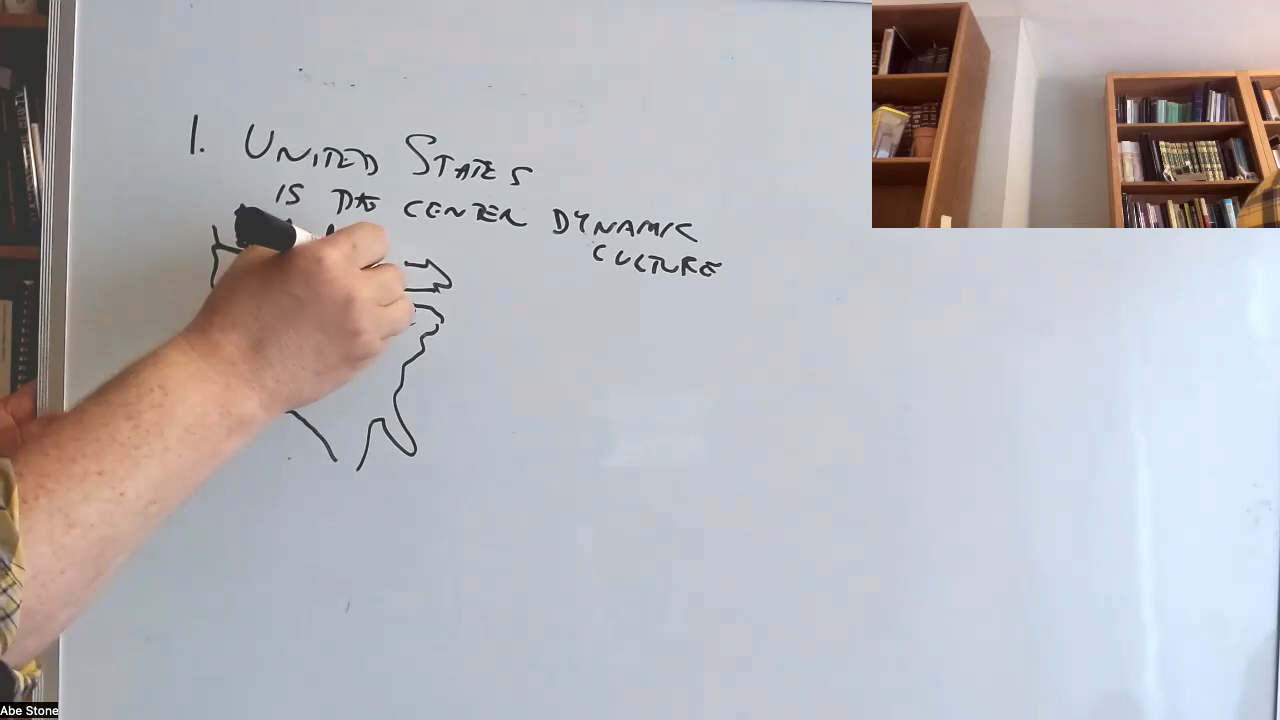 1. UNITED STATES
IS THE CENTER DYNAMIC
CULTURE
Abe Stone